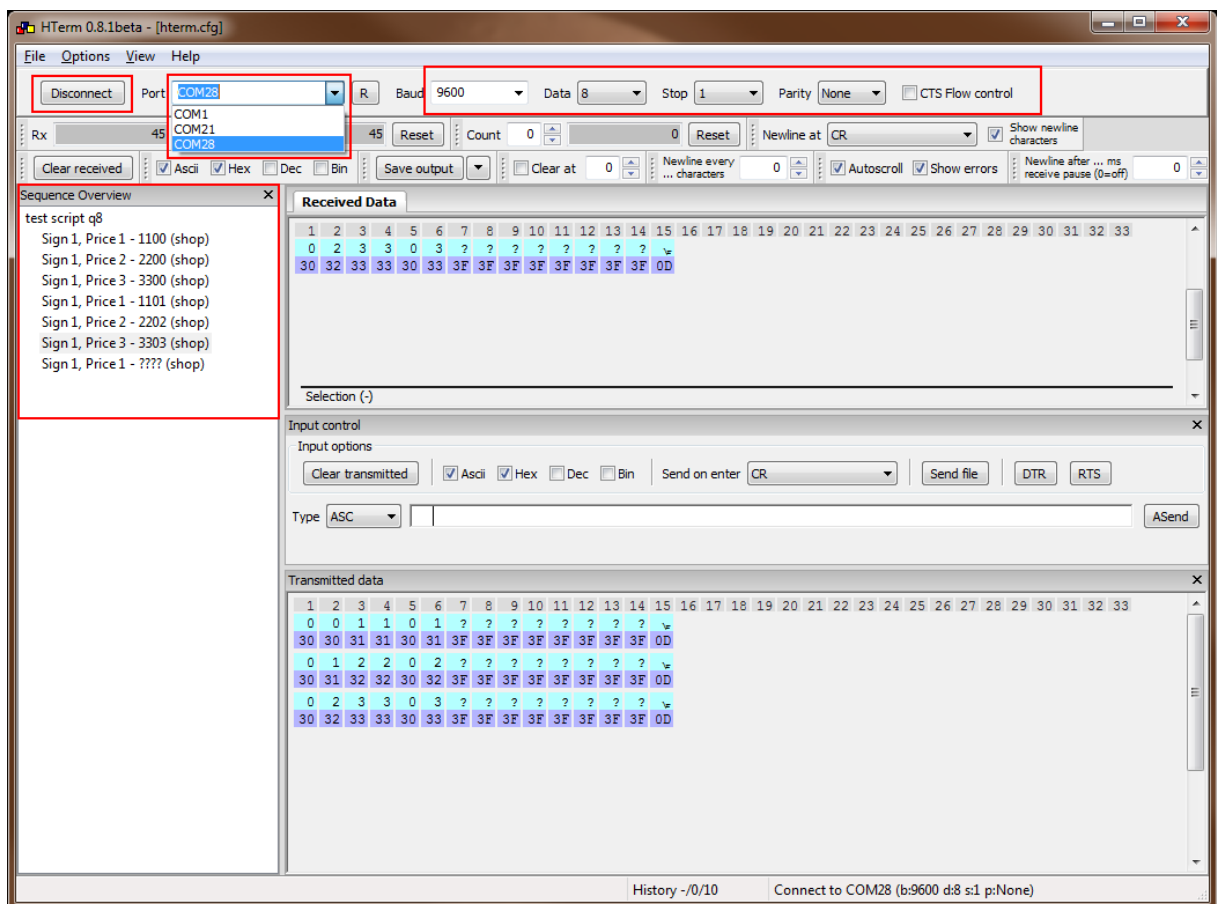 HTerm 0.8.1beta - [hterm.cfg]
File Options View Help
Disconnect Port COM28 R Baud 9600 Data 8 Stop 1 Parity None CTS Flow control
COM1
COM21
COM28
Rx 45 45 Reset Count 0 0 Reset Newline at CR Show newline characters
Clear received Ascii Hex Dec Bin Save output Clear at 0 Newline every ... characters 0 Autoscroll Show errors Newline after ... ms receive pause (0=off) 0
Sequence Overview
test script q8
Sign 1, Price 1 - 1100 (shop)
Sign 1, Price 2 - 2200 (shop)
Sign 1, Price 3 - 3300 (shop)
Sign 1, Price 1 - 1101 (shop)
Sign 1, Price 2 - 2202 (shop)
Sign 1, Price 3 - 3303 (shop)
Sign 1, Price 1 - ???? (shop)
Received Data
1 2 3 4 5 6 7 8 9 10 11 12 13 14 15 16 17 18 19 20 21 22 23 24 25 26 27 28 29 30 31 32 33
0 2 3 3 0 3 ? ? ? ? ? ? ? ? \r
30 32 33 33 30 33 3F 3F 3F 3F 3F 3F 3F 3F 0D
Selection (-)
Input control
Input options
Clear transmitted Ascii Hex Dec Bin Send on enter CR Send file DTR RTS
Type ASC ASend
Transmitted data
1 2 3 4 5 6 7 8 9 10 11 12 13 14 15 16 17 18 19 20 21 22 23 24 25 26 27 28 29 30 31 32 33
0 0 1 1 0 1 ? ? ? ? ? ? ? ? \r
30 30 31 31 30 31 3F 3F 3F 3F 3F 3F 3F 3F 0D
0 1 2 2 0 2 ? ? ? ? ? ? ? ? \r
30 31 32 32 30 32 3F 3F 3F 3F 3F 3F 3F 3F 0D
0 2 3 3 0 3 ? ? ? ? ? ? ? ? \r
30 32 33 33 30 33 3F 3F 3F 3F 3F 3F 3F 3F 0D
History -/0/10 Connect to COM28 (b:9600 d:8 s:1 p:None)